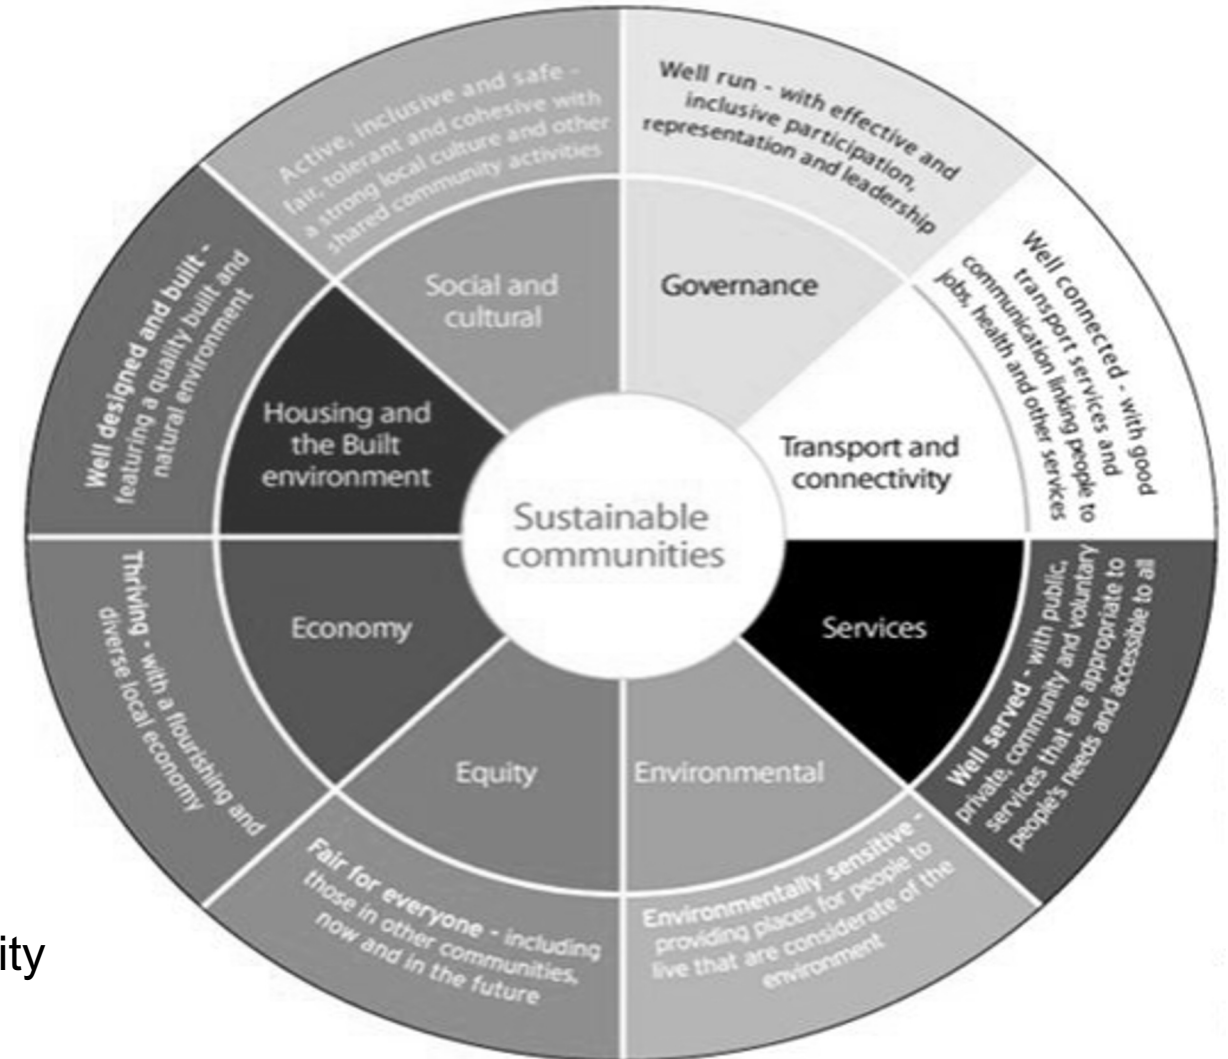 Active, inclusive and safe -
fair, tolerant and cohesive with
a strong local culture and other
shared community activities
Social and
cultural
Well run - with effective and
inclusive participation,
representation and leadership
Governance
Well connected - with good
transport services and
communication linking people to
jobs, health and other services
Transport and
connectivity
Well served - with public,
private, community and voluntary
services that are appropriate to
people's needs and accessible to all
Services
Environmentally sensitive -
providing places for people to
live that are considerate of the
environment
Environmental
Fair for everyone - including
those in other communities,
now and in the future
Equity
Thriving - with a flourishing and
diverse local economy
Economy
Well designed and built -
featuring a quality built and
natural environment
Housing and
the Built
environment
Sustainable
communities
ity